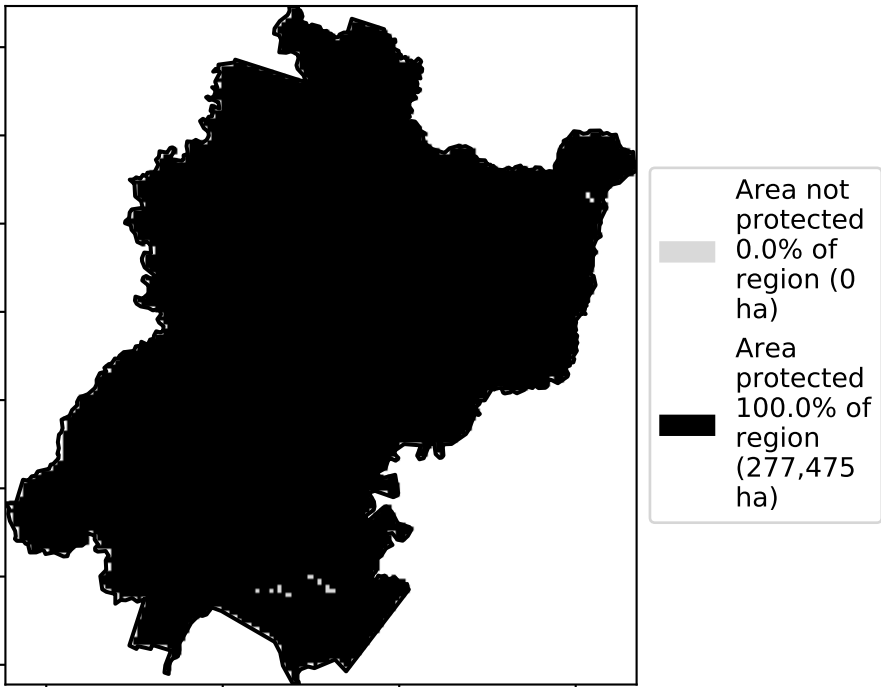 Area not
protected
0.0% of
region (0
ha)
Area
protected
100.0% of
region
(277,475
ha)